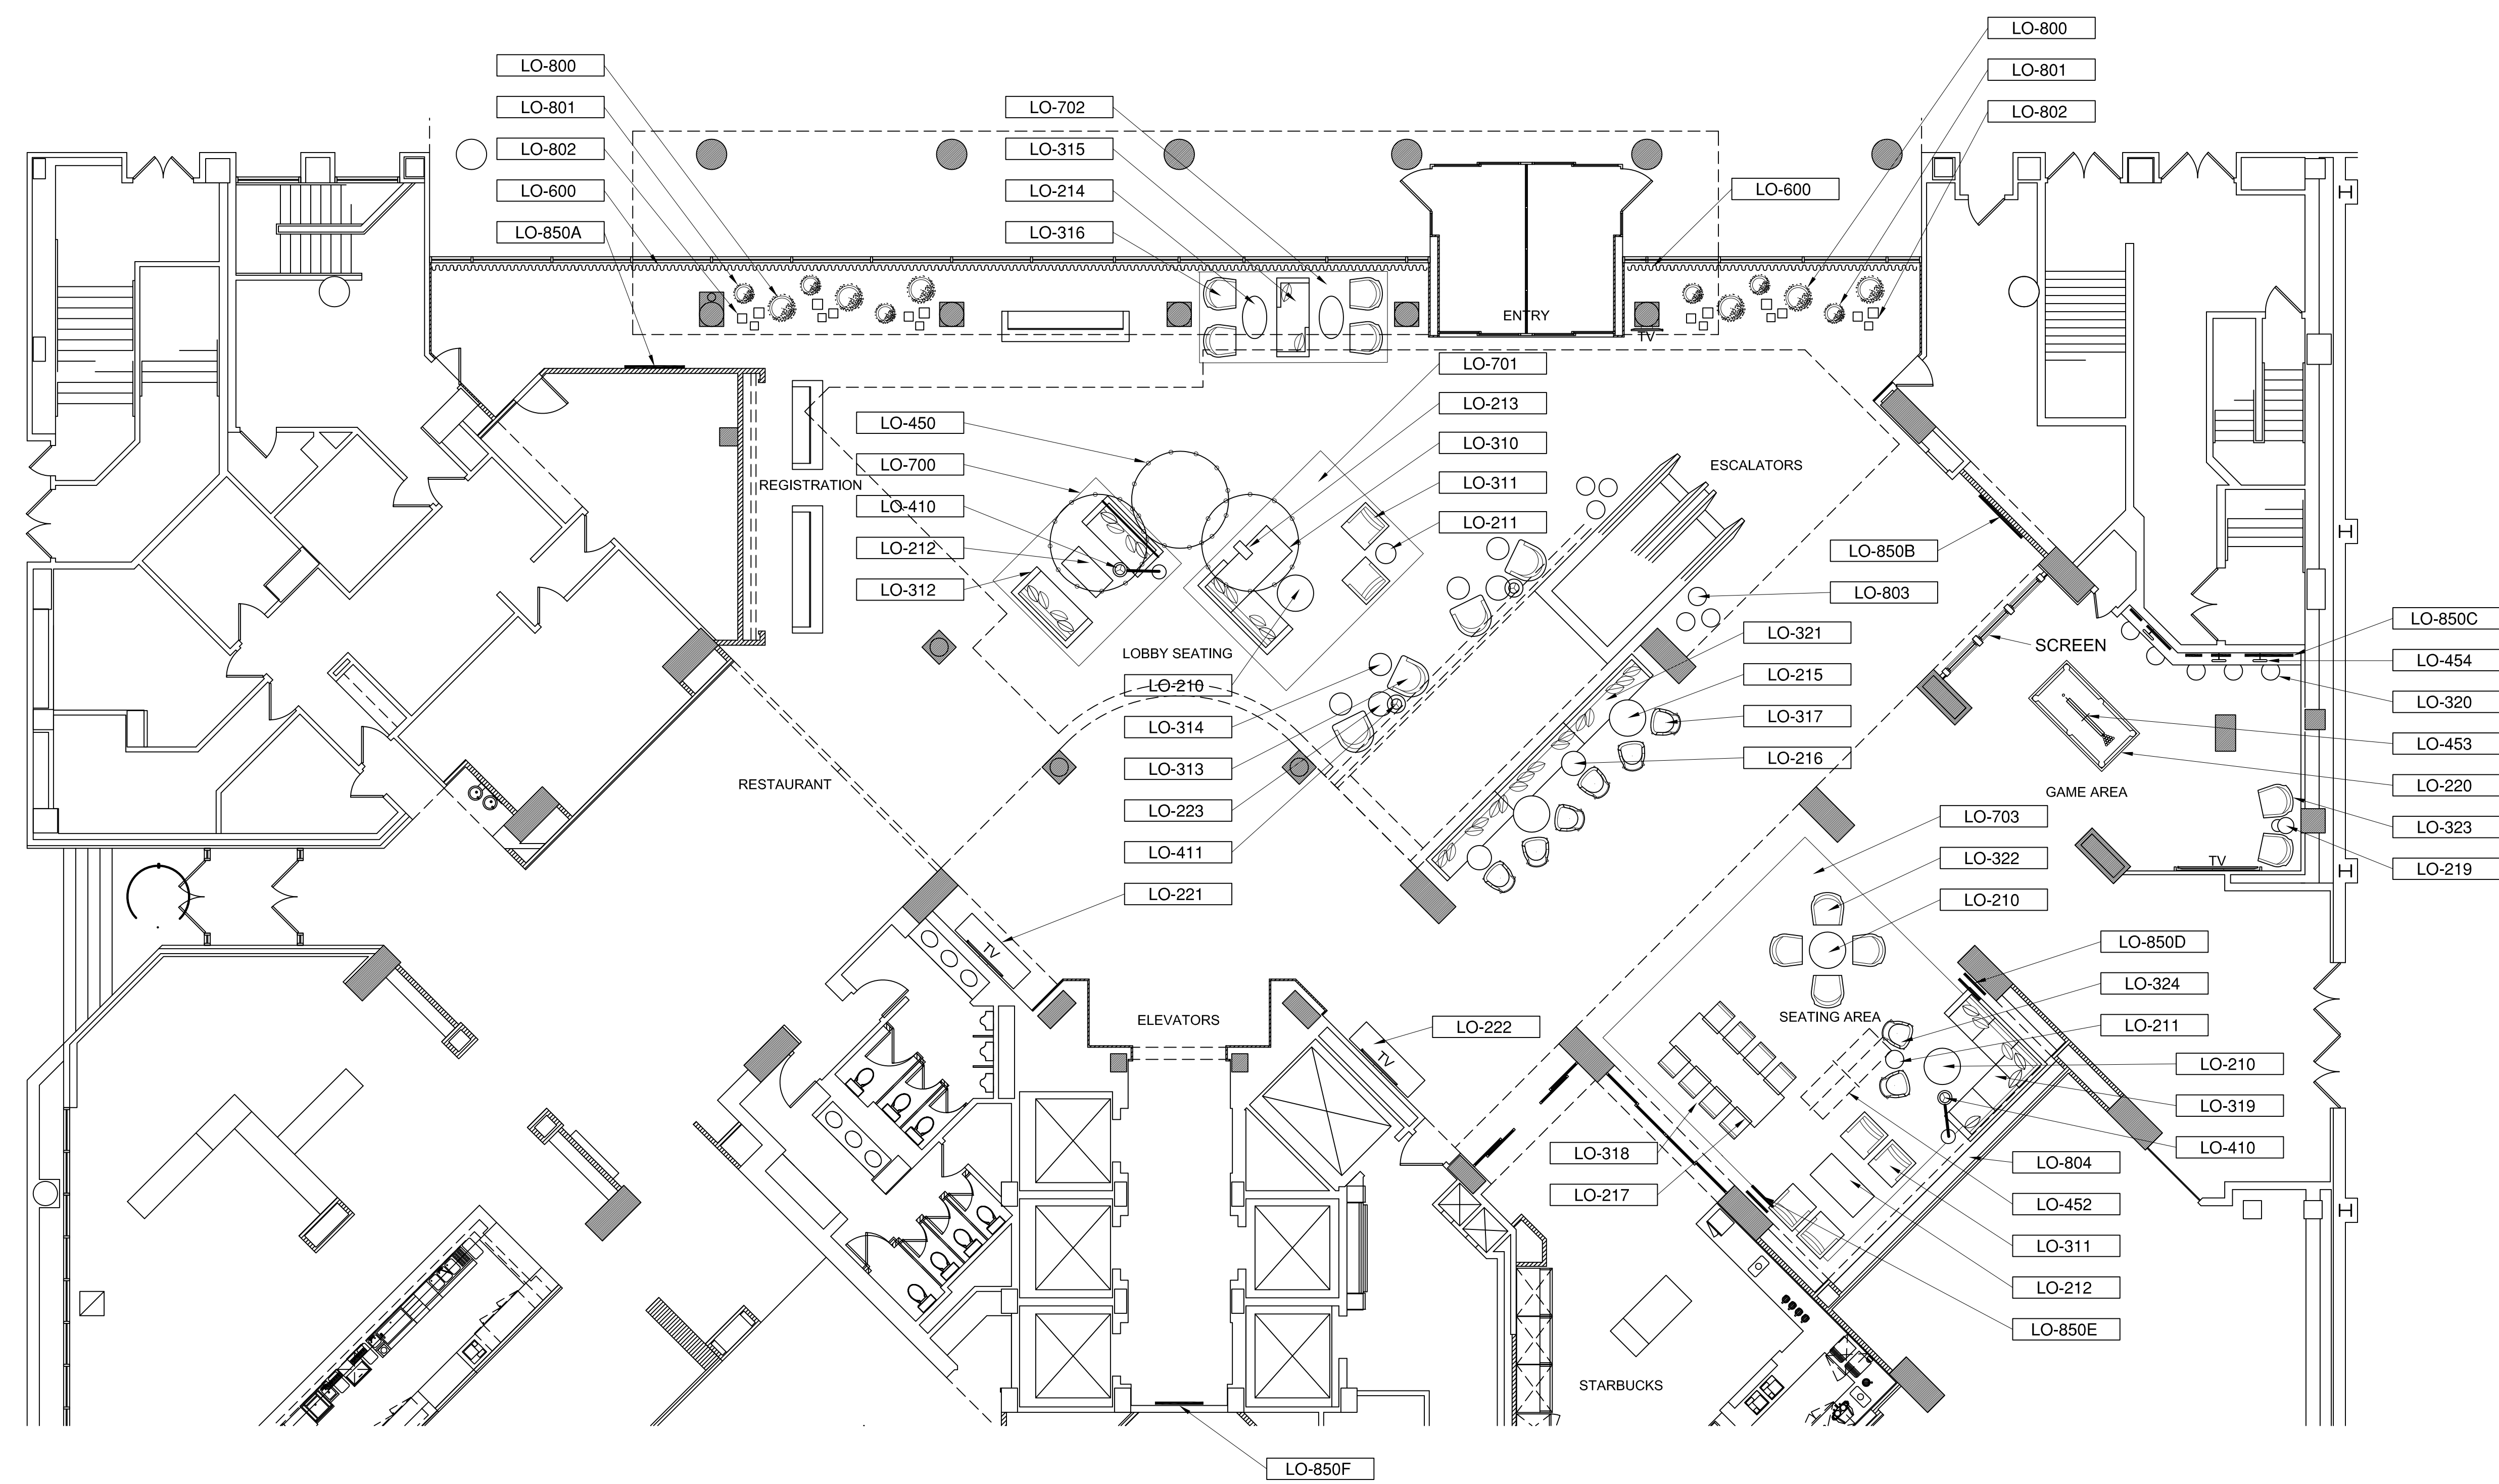 LO-800
LO-801
LO-802
LO-600
LO-850A
LO-702
LO-315
LO-214
LO-316
LO-800
LO-801
LO-802
LO-600
ENTRY
TV
LO-701
LO-213
LO-310
LO-311
LO-211
LO-450
LO-700
REGISTRATION
LO-410
LO-212
LO-312
ESCALATORS
LO-850B
LO-803
LO-321
LO-215
LO-317
LO-216
SCREEN
LO-850C
LO-454
LO-320
LO-453
LO-220
LO-323
LO-219
GAME AREA
TV
LOBBY SEATING
LO-210
LO-314
LO-313
LO-223
LO-411
LO-221
RESTAURANT
TV
LO-703
LO-322
LO-210
SEATING AREA
LO-850D
LO-324
LO-211
LO-210
LO-319
LO-410
LO-804
LO-452
LO-311
LO-212
LO-850E
ELEVATORS
LO-222
TV
LO-318
LO-217
STARBUCKS
LO-850F
H
H
H
H